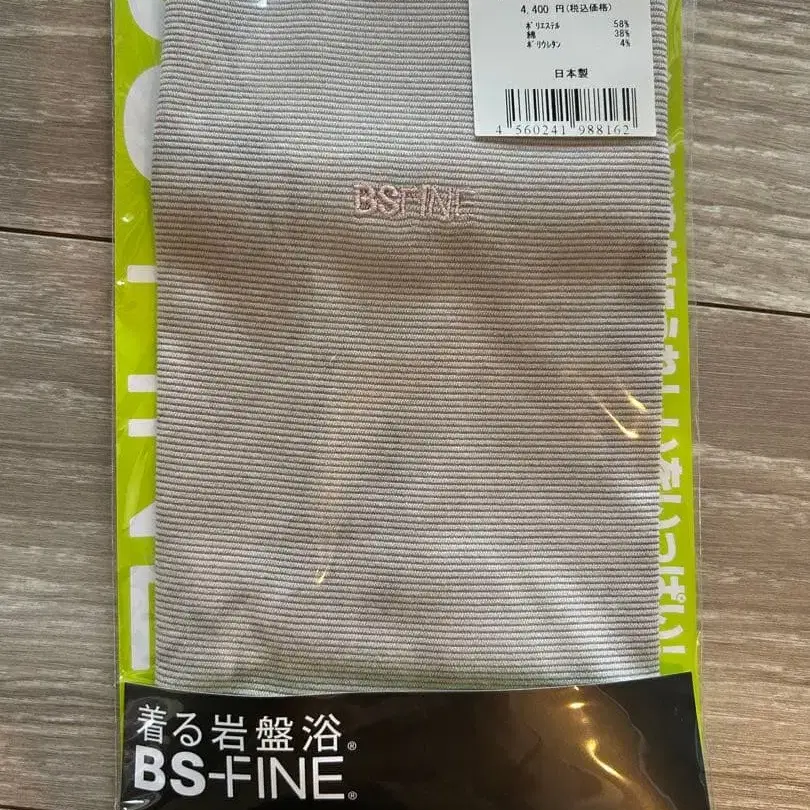 4,400 円(税込価格)
ポリエステル 58%
綿 38%
ポリウレタン 4%
日本製
4 560241 988162
BSFINE
着る岩盤浴®
BS-FINE®